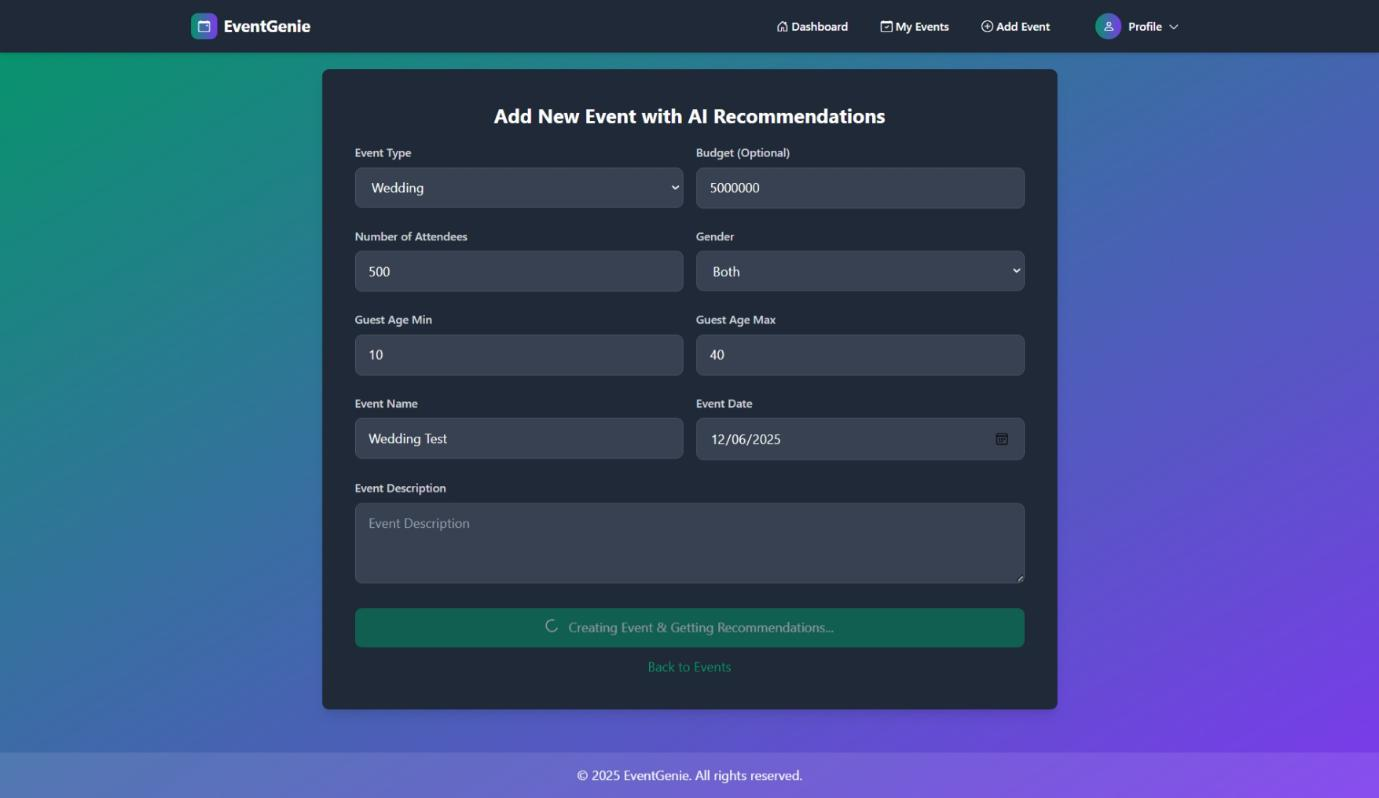 EventGenie
Dashboard My Events Add Event Profile
Add New Event with AI Recommendations
Event Type Budget (Optional)
Wedding 5000000
Number of Attendees Gender
500 Both
Guest Age Min Guest Age Max
10 40
Event Name Event Date
Wedding Test 12/06/2025
Event Description
Event Description
Creating Event & Getting Recommendations...
Back to Events
© 2025 EventGenie. All rights reserved.